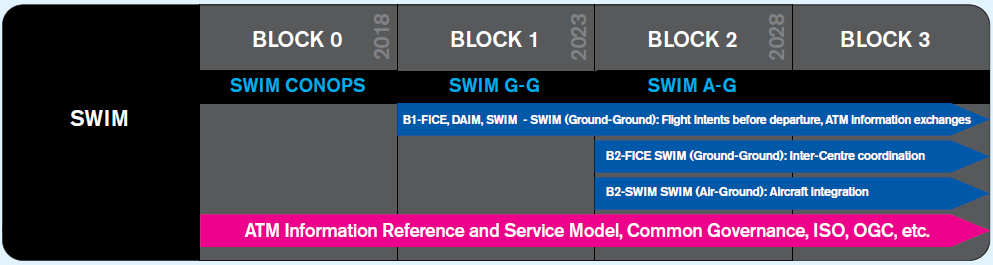 BLOCK 0 2018 BLOCK 1 2023 BLOCK 2 2028 BLOCK 3
SWIM CONOPS SWIM G-G SWIM A-G
SWIM
B1-FICE, DAIM, SWIM - SWIM (Ground-Ground): Flight Intents before departure, ATM information exchanges
B2-FICE SWIM (Ground-Ground): Inter-Centre coordination
B2-SWIM SWIM (Air-Ground): Aircraft integration
ATM Information Reference and Service Model, Common Governance, ISO, OGC, etc.